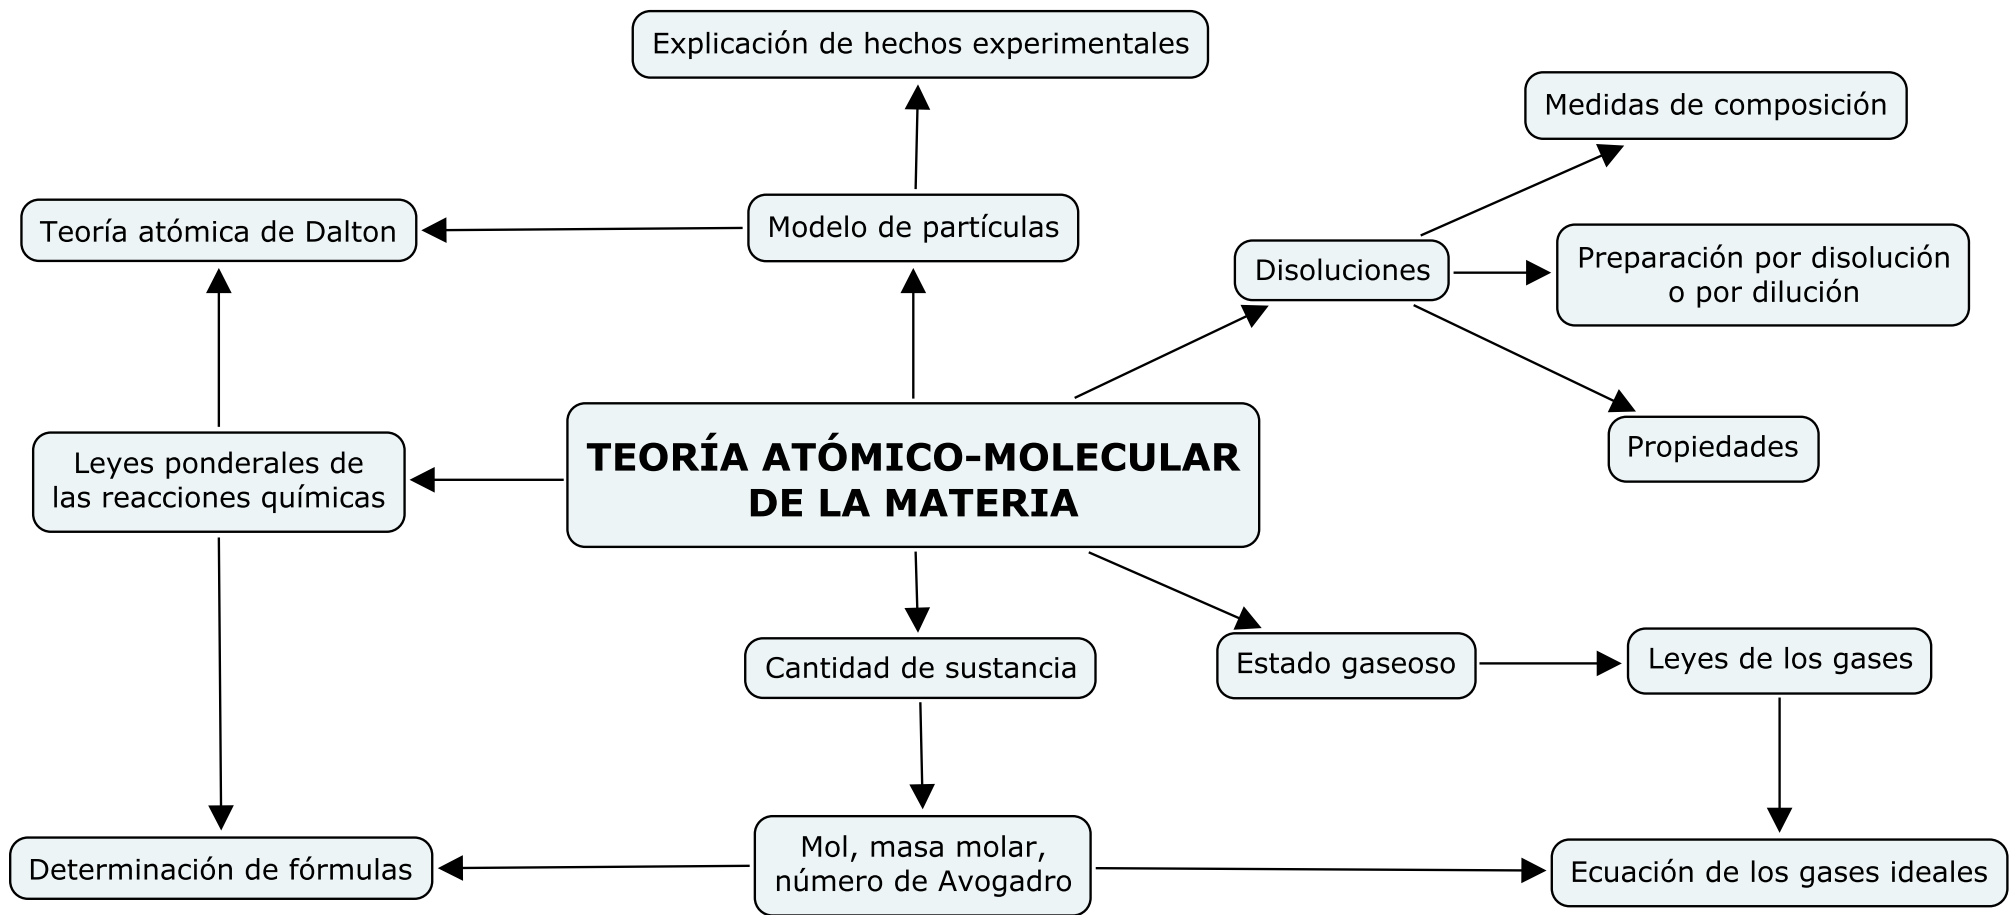 Explicación de hechos experimentales
Medidas de composición
Teoría atómica de Dalton
Modelo de partículas
Disoluciones
Preparación por disolución
o por dilución
TEORÍA ATÓMICO-MOLECULAR
DE LA MATERIA
Propiedades
Leyes ponderales de
las reacciones químicas
Cantidad de sustancia
Estado gaseoso
Leyes de los gases
Determinación de fórmulas
Mol, masa molar,
número de Avogadro
Ecuación de los gases ideales